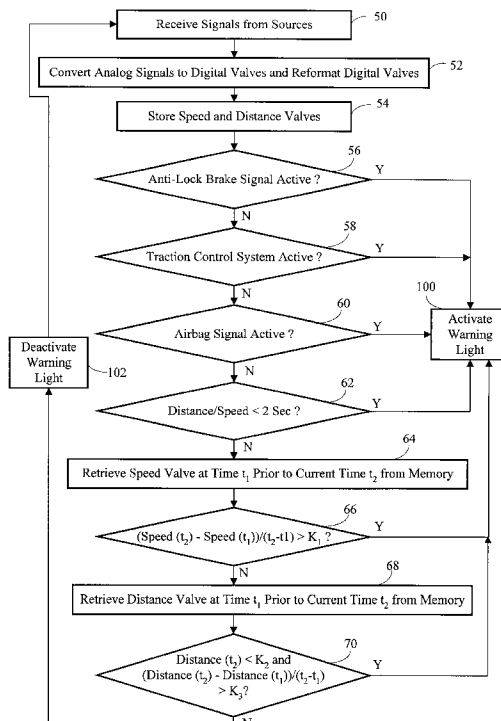 Receive Signals from Sources
50
Convert Analog Signals to Digital Valves and Reformat Digital Valves
52
Store Speed and Distance Valves
54
Anti-Lock Brake Signal Active ?
56
Y
N
Traction Control System Active ?
58
Y
N
Airbag Signal Active ?
60
Y
100
Activate
Warning
Light
Deactivate
Warning
Light
102
N
Distance/Speed < 2 Sec ?
62
Y
N
64
Retrieve Speed Valve at Time t1 Prior to Current Time t2 from Memory
66
(Speed (t2) - Speed (t1))/(t2-t1) > K1 ?
Y
N
68
Retrieve Distance Valve at Time t1 Prior to Current Time t2 from Memory
70
Distance (t2) < K2 and
(Distance (t2) - Distance (t1))/(t2-t1)
> K3?
Y
N